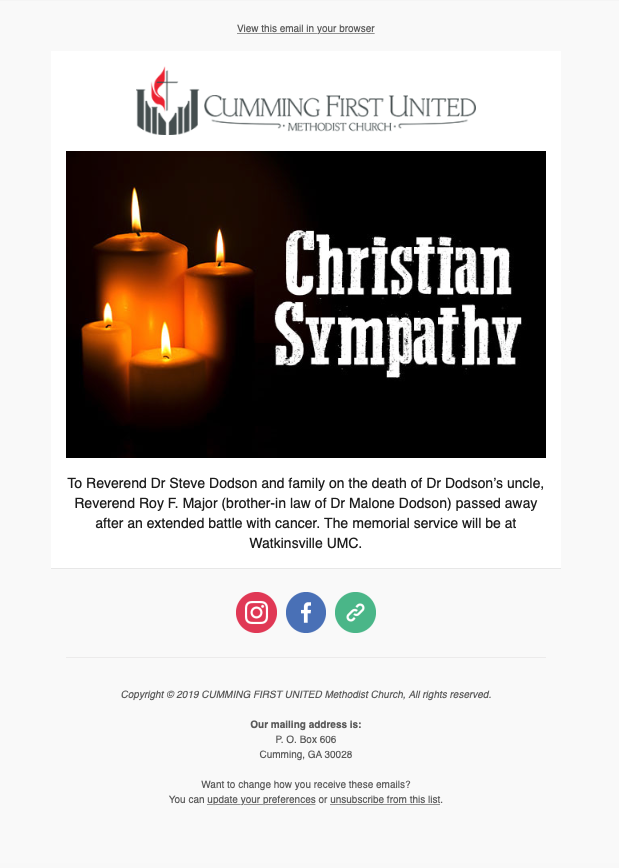 View this email in your browser
CUMMING FIRST UNITED
METHODIST CHURCH
Christian
Sympathy
To Reverend Dr Steve Dodson and family on the death of Dr Dodson’s uncle,
Reverend Roy F. Major (brother-in law of Dr Malone Dodson) passed away
after an extended battle with cancer. The memorial service will be at
Watkinsville UMC.
Copyright © 2019 CUMMING FIRST UNITED Methodist Church, All rights reserved.
Our mailing address is:
P. O. Box 606
Cumming, GA 30028
Want to change how you receive these emails?
You can update your preferences or unsubscribe from this list.